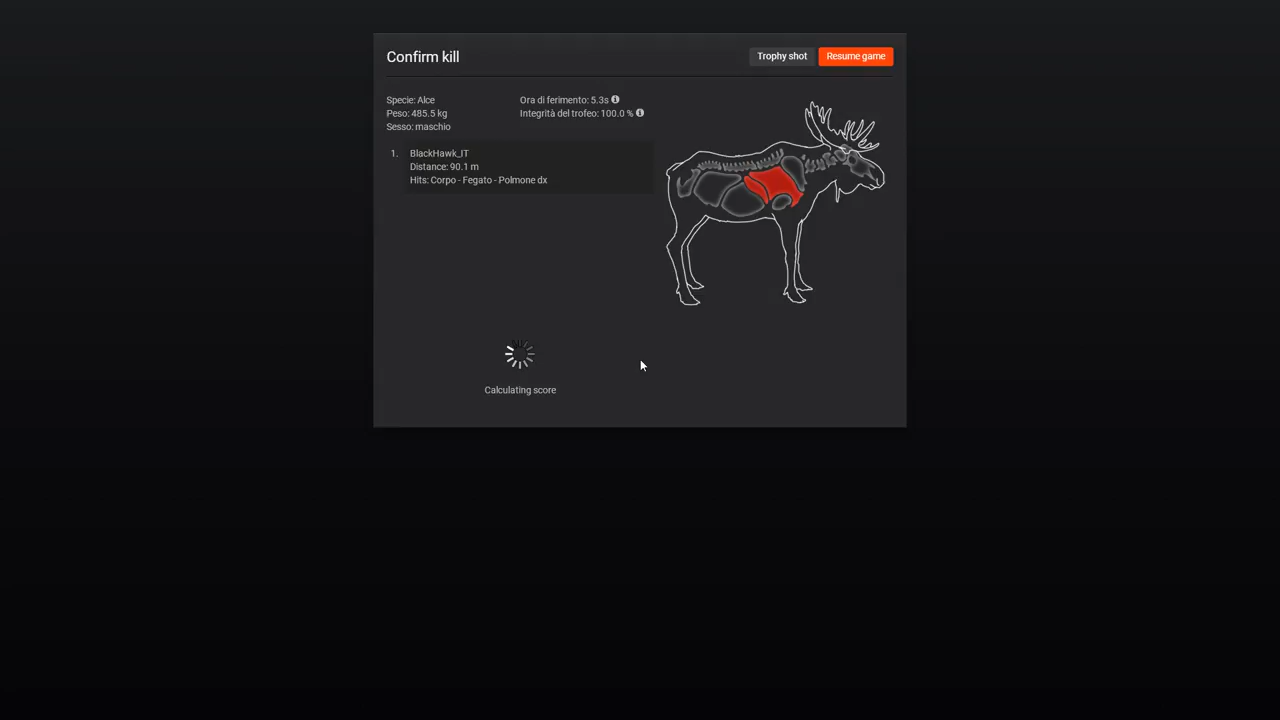 Confirm kill
Trophy shot
Resume game
Specie: Alce
Peso: 485.5 kg
Sesso: maschio
Ora di ferimento: 5.3s
Integrità del trofeo: 100.0 %
1. BlackHawk_IT
Distance: 90.1 m
Hits: Corpo - Fegato - Polmone dx
Calculating score